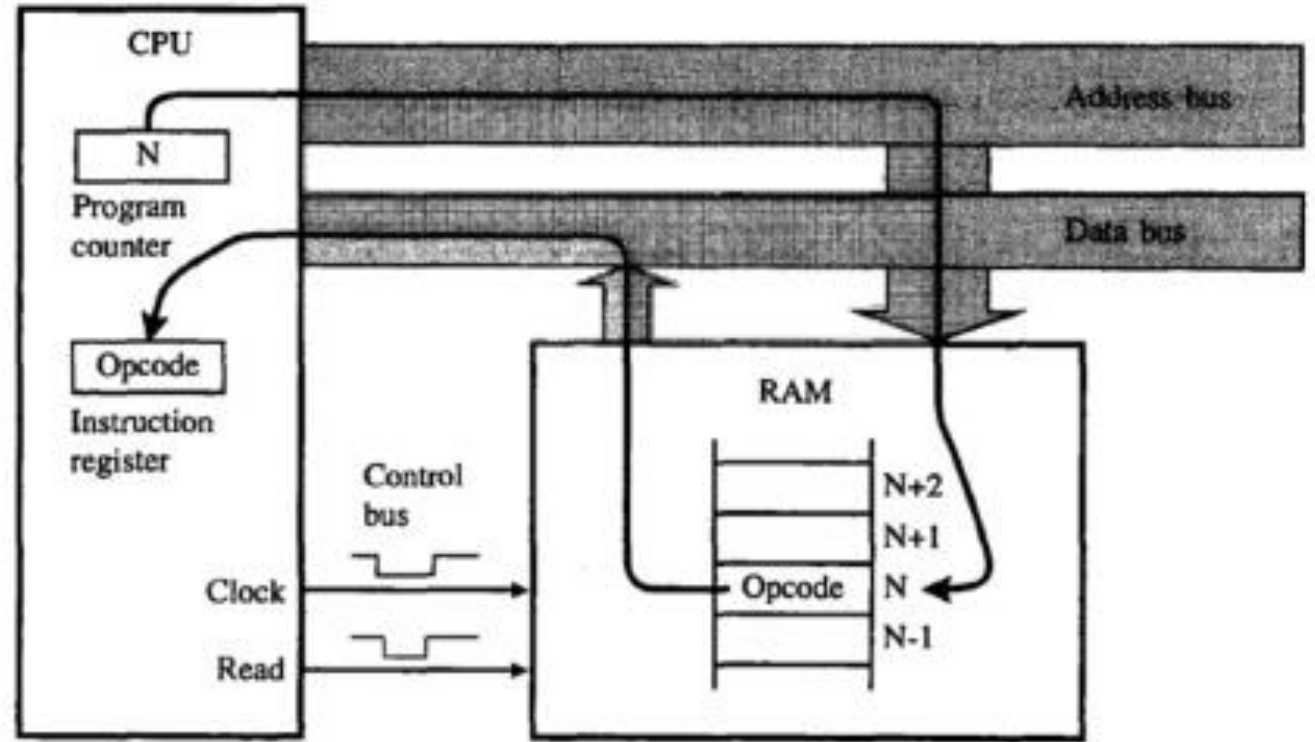 CPU
Address bus
N
Program
counter
Data bus
Opcode
Instruction
register
RAM
Control
bus
N+2
N+1
Clock
Opcode N
N-1
Read